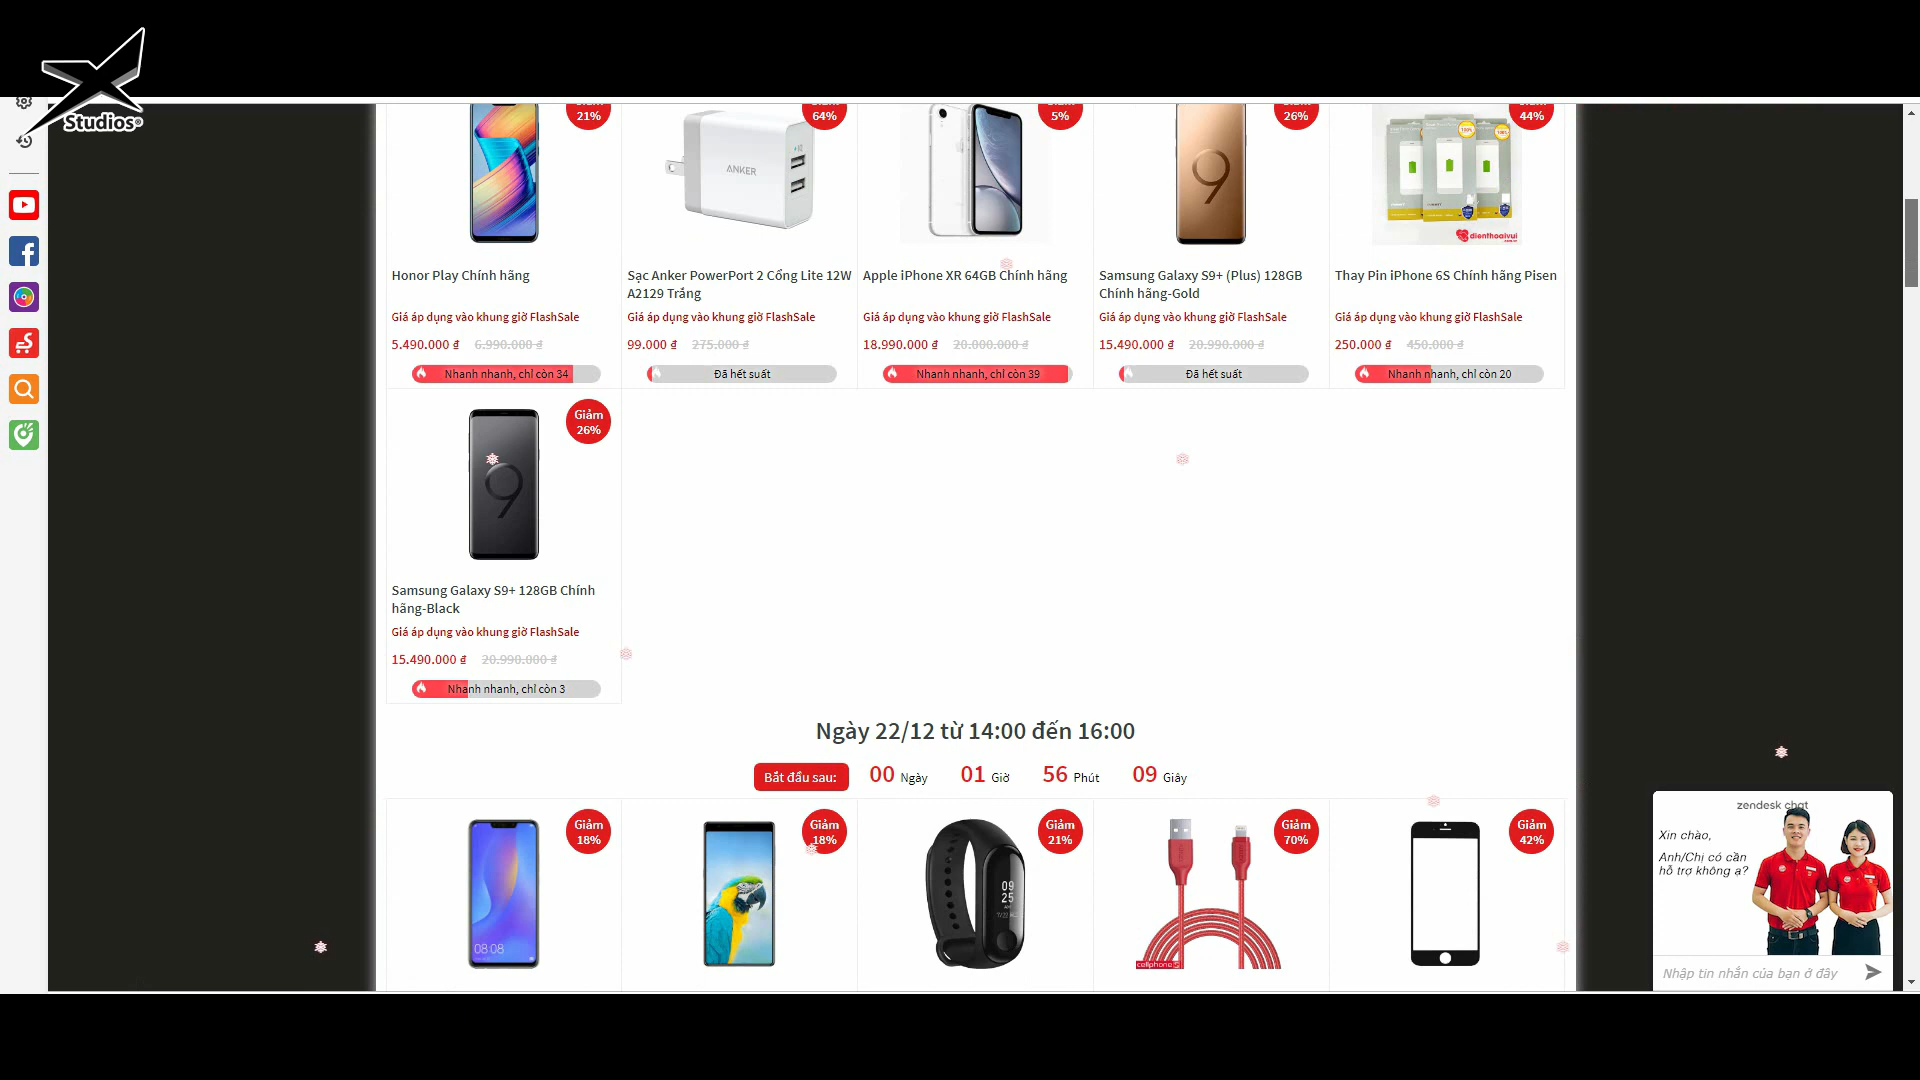 Studios®
21%
64%
5%
26%
44%
ANKER
100%
100%
dienthoaivui
Honor Play Chính hãng
Sạc Anker PowerPort 2 Cổng Lite 12W
A2129 Trắng
Apple iPhone XR 64GB Chính hãng
Samsung Galaxy S9+ (Plus) 128GB
Chính hãng-Gold
Thay Pin iPhone 6S Chính hãng Pisen
Giá áp dụng vào khung giờ FlashSale
Giá áp dụng vào khung giờ FlashSale
Giá áp dụng vào khung giờ FlashSale
Giá áp dụng vào khung giờ FlashSale
Giá áp dụng vào khung giờ FlashSale
5.490.000 ₫ 6.990.000 ₫
99.000 ₫ 275.000 ₫
18.990.000 ₫ 20.000.000 ₫
15.490.000 ₫ 20.990.000 ₫
250.000 ₫ 450.000 ₫
Nhanh nhanh, chỉ còn 34
Đã hết suất
Nhanh nhanh, chỉ còn 39
Đã hết suất
Nhanh nhanh, chỉ còn 20
Giảm
26%
9
Samsung Galaxy S9+ 128GB Chính
hãng-Black
Giá áp dụng vào khung giờ FlashSale
15.490.000 ₫ 20.990.000 ₫
Nhanh nhanh, chỉ còn 3
Ngày 22/12 từ 14:00 đến 16:00
Bắt đầu sau: 00 Ngày 01 Giờ 56 Phút 09 Giây
Giảm
18%
Giảm
18%
Giảm
21%
Giảm
70%
Giảm
42%
08:08
09
25
cellphone
zendesk chat
Xin chào,
Anh/Chị có cần
hỗ trợ không ạ?
Nhập tin nhắn của bạn ở đây